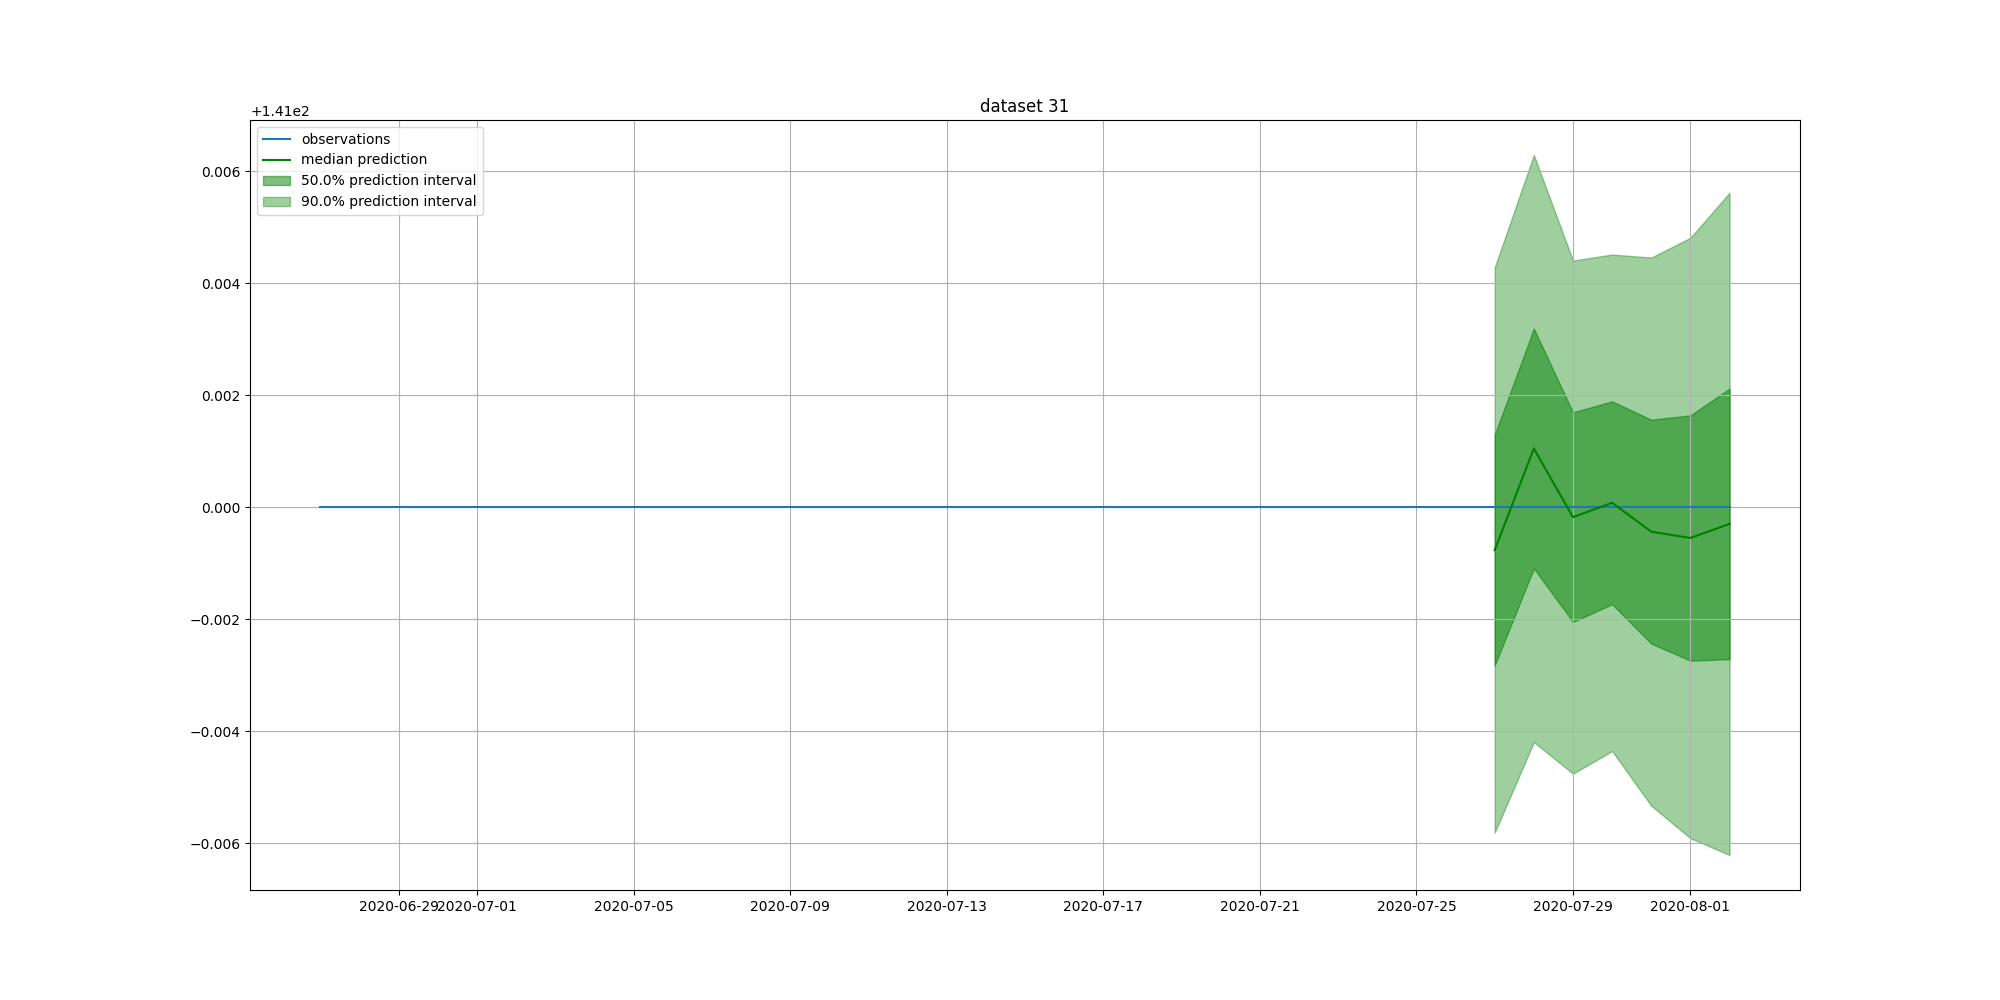 dataset 31
+1.41e2
observations
median prediction
50.0% prediction interval
90.0% prediction interval
0.006
0.004
0.002
0.000
−0.002
−0.004
−0.006
2020-06-29 2020-07-01 2020-07-05 2020-07-09 2020-07-13 2020-07-17 2020-07-21 2020-07-25 2020-07-29 2020-08-01